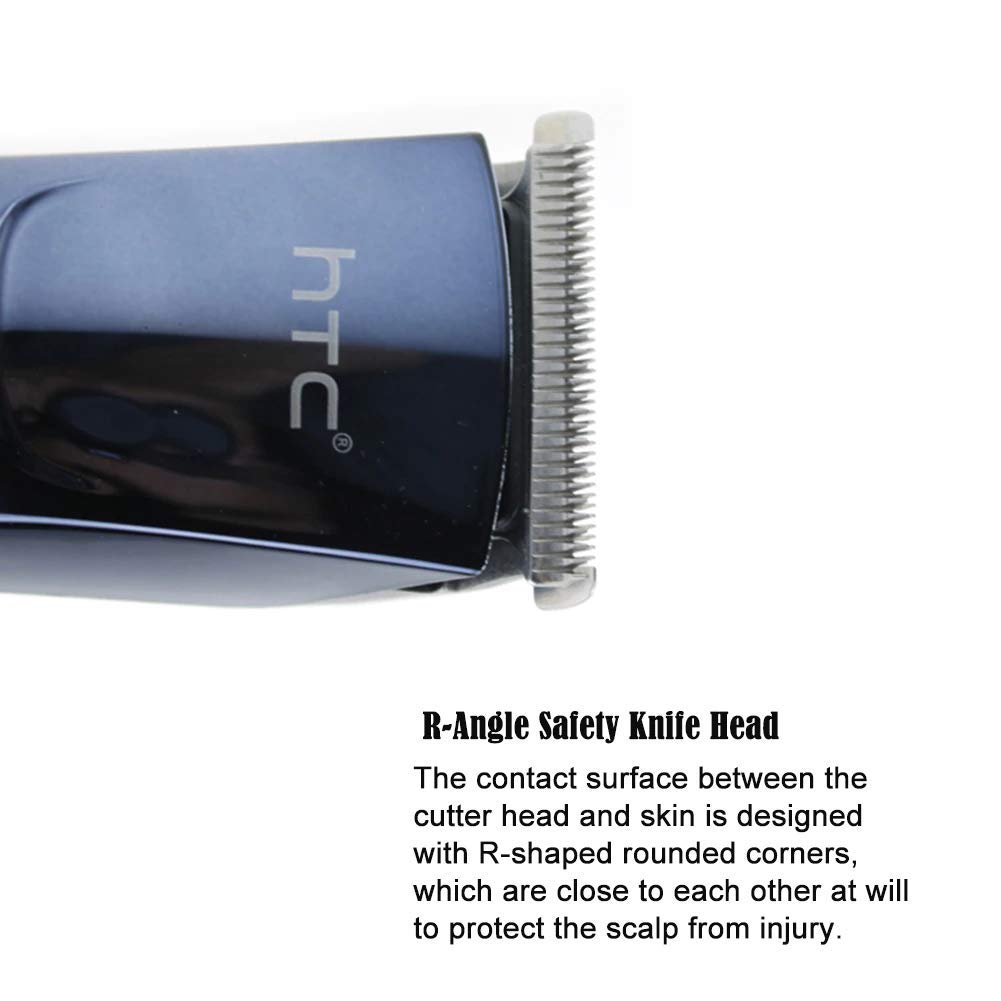 hTC®
R-Angle Safety Knife Head
The contact surface between the
cutter head and skin is designed
with R-shaped rounded corners,
which are close to each other at will
to protect the scalp from injury.